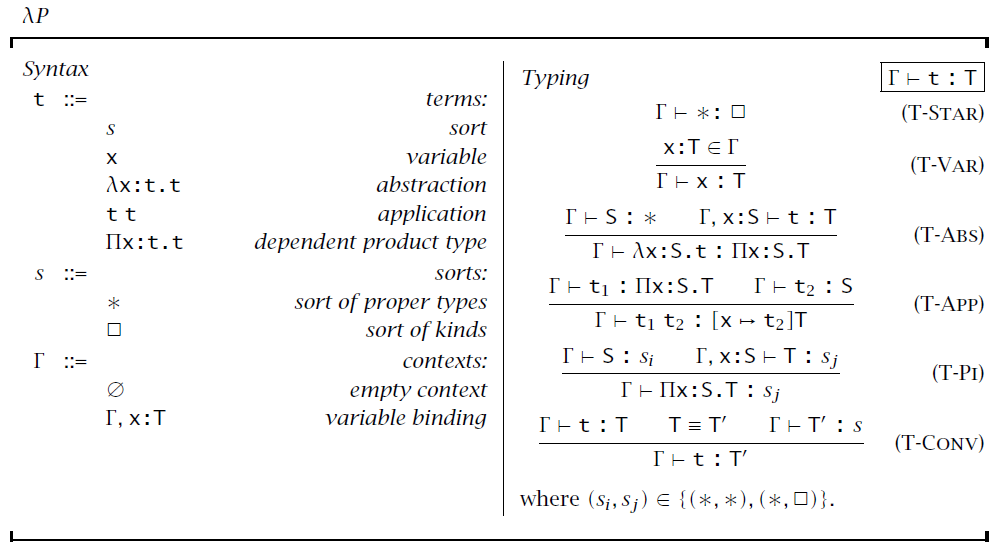 λP
Syntax
t ::= terms:
s sort
x variable
λx:t.t abstraction
t t application
Πx:t.t dependent product type
s ::= sorts:
∗ sort of proper types
□ sort of kinds
Γ ::= contexts:
∅ empty context
Γ, x:T variable binding
Typing Γ ⊢ t : T
Γ ⊢ ∗ : □ (T-Star)
x:T ∈ Γ
Γ ⊢ x : T
(T-Var)
Γ ⊢ S : ∗ Γ, x:S ⊢ t : T
Γ ⊢ λx:S.t : Πx:S.T
(T-Abs)
Γ ⊢ t₁ : Πx:S.T Γ ⊢ t₂ : S
Γ ⊢ t₁ t₂ : [x ↦ t₂]T
(T-App)
Γ ⊢ S : sᵢ Γ, x:S ⊢ T : sⱼ
Γ ⊢ Πx:S.T : sⱼ
(T-Pi)
Γ ⊢ t : T T ≡ T′ Γ ⊢ T′ : s
Γ ⊢ t : T′
(T-Conv)
where (sᵢ, sⱼ) ∈ {(∗, ∗), (∗, □)}.